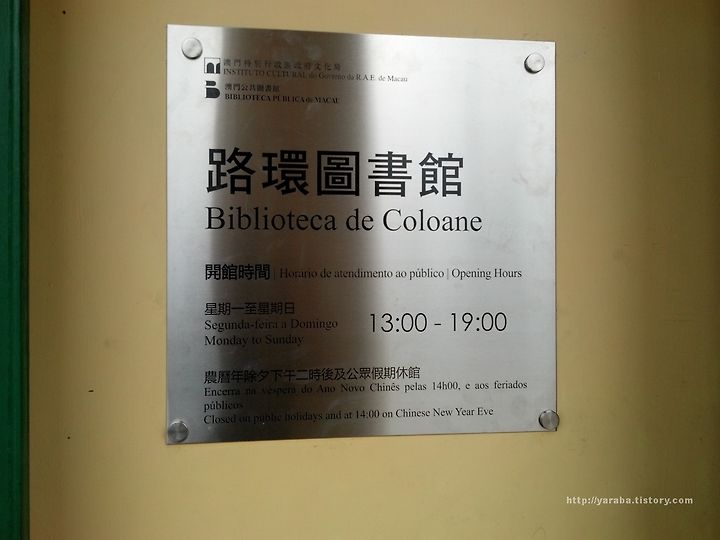 澳門特別行政區政府文化局
INSTITUTO CULTURAL do Governo da R.A.E. de Macau
澳門公共圖書館
BIBLIOTECA PÚBLICA de MACAU
路環圖書館
Biblioteca de Coloane
開館時間 | Horário de atendimento ao público | Opening Hours
星期一至星期日
Segunda-feira a Domingo
Monday to Sunday
13:00 - 19:00
農曆年除夕下午二時後及公眾假期休館
Encerra na véspera do Ano Novo Chinês pelas 14h00, e aos feriados
públicos
Closed on public holidays and at 14:00 on Chinese New Year Eve
http://yaraba.tistory.com